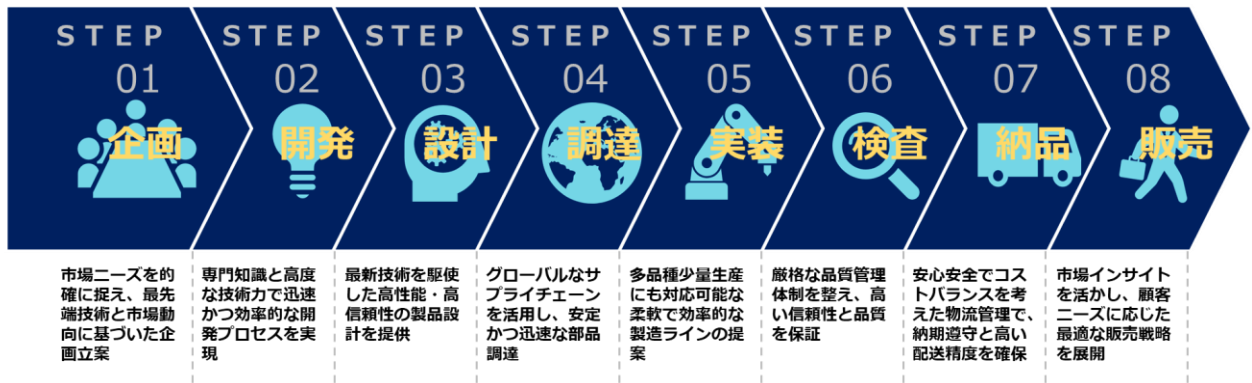 STEP
01
企画
市場ニーズを的
確に捉え、最先
端技術と市場動
向に基づいた企
画立案
STEP
02
開発
専門知識と高度
な技術力で迅速
かつ効率的な開
発プロセスを実
現
STEP
03
設計
最新技術を駆使
した高性能・高
信頼性の製品設
計を提供
STEP
04
調達
グローバルなサ
プライチェーン
を活用し、安定
かつ迅速な部品
調達
STEP
05
実装
多品種少量生産
にも対応可能な
柔軟で効率的な
製造ラインの提
案
STEP
06
検査
厳格な品質管理
体制を整え、高
い信頼性と品質
を保証
STEP
07
納品
安心安全でコス
トバランスを考
えた物流管理で、
納期遵守と高い
配送精度を確保
STEP
08
販売
市場インサイト
を活かし、顧客
ニーズに応じた
最適な販売戦略
を展開